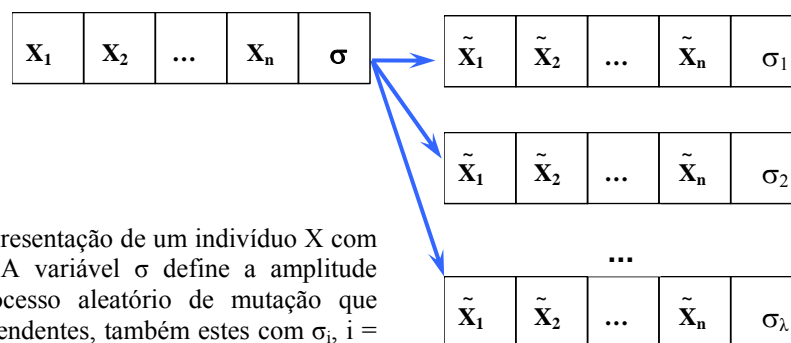 X₁ X₂ ... Xₙ σ
X̃₁ X̃₂ ... X̃ₙ σ₁
X̃₁ X̃₂ ... X̃ₙ σ₂
...
X̃₁ X̃₂ ... X̃ₙ σλ
presentação de um indivíduo X com
A variável σ define a amplitude
ocesso aleatório de mutação que
endentes, também estes com σᵢ, i =